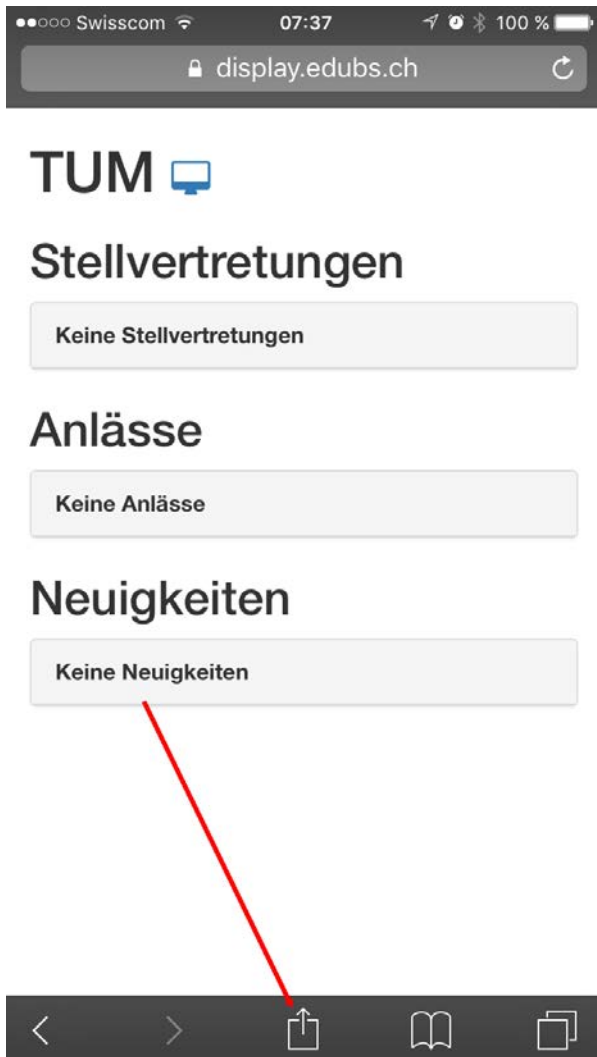 Swisscom 07:37 100 %
display.edubs.ch
TUM
Stellvertretungen
Keine Stellvertretungen
Anlässe
Keine Anlässe
Neuigkeiten
Keine Neuigkeiten